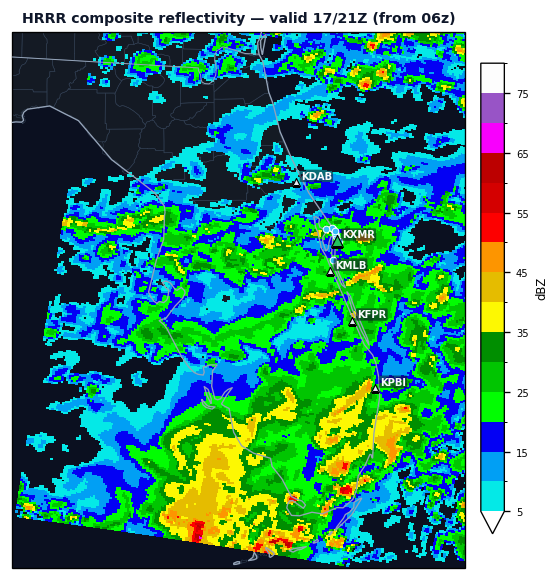 HRRR composite reflectivity — valid 17/21Z (from 06z)
KDAB
KXMR
KMLB
KFPR
KPBI
75
65
55
45
35
25
15
5
dBZ